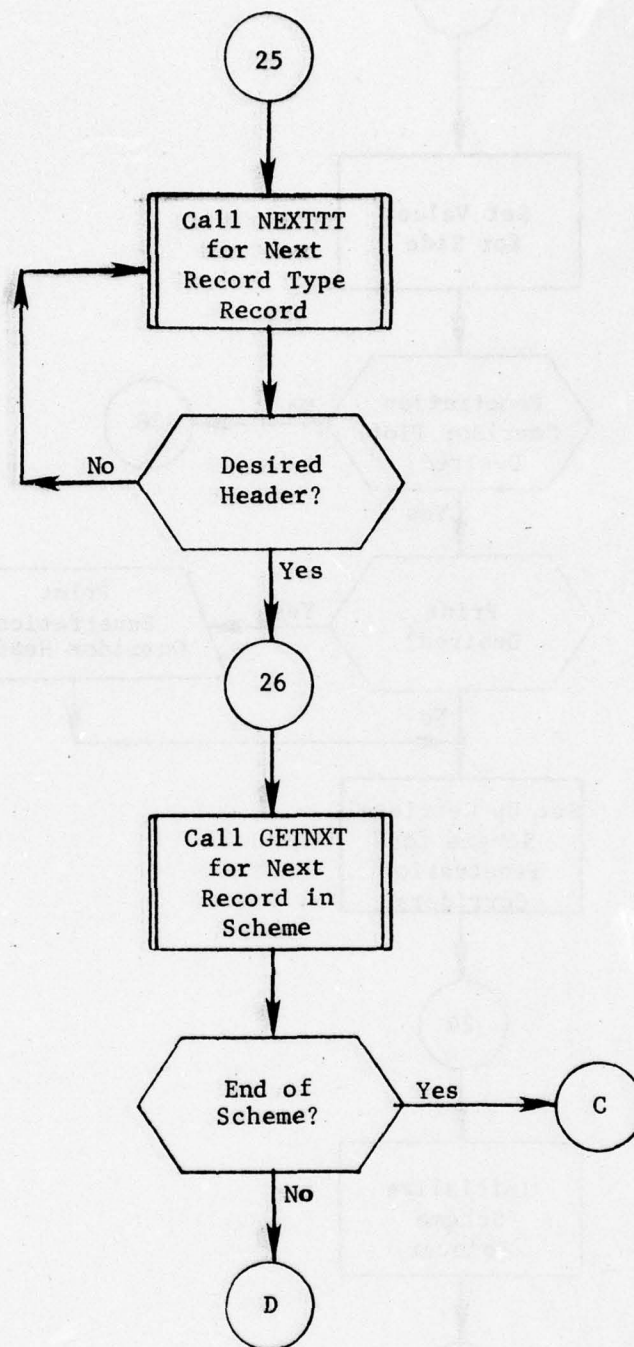 25
Call NEXTTT
for Next
Record Type
Record
No
Desired
Header?
Yes
26
Call GETNXT
for Next
Record in
Scheme
End of
Scheme?
Yes
C
No
D